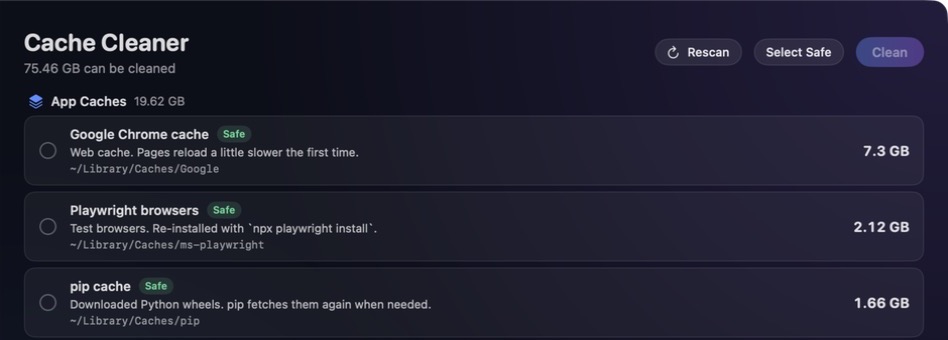 Cache Cleaner
75.46 GB can be cleaned
Rescan
Select Safe
Clean
App Caches 19.62 GB
Google Chrome cache Safe
Web cache. Pages reload a little slower the first time.
~/Library/Caches/Google
7.3 GB
Playwright browsers Safe
Test browsers. Re-installed with `npx playwright install`.
~/Library/Caches/ms-playwright
2.12 GB
pip cache Safe
Downloaded Python wheels. pip fetches them again when needed.
~/Library/Caches/pip
1.66 GB